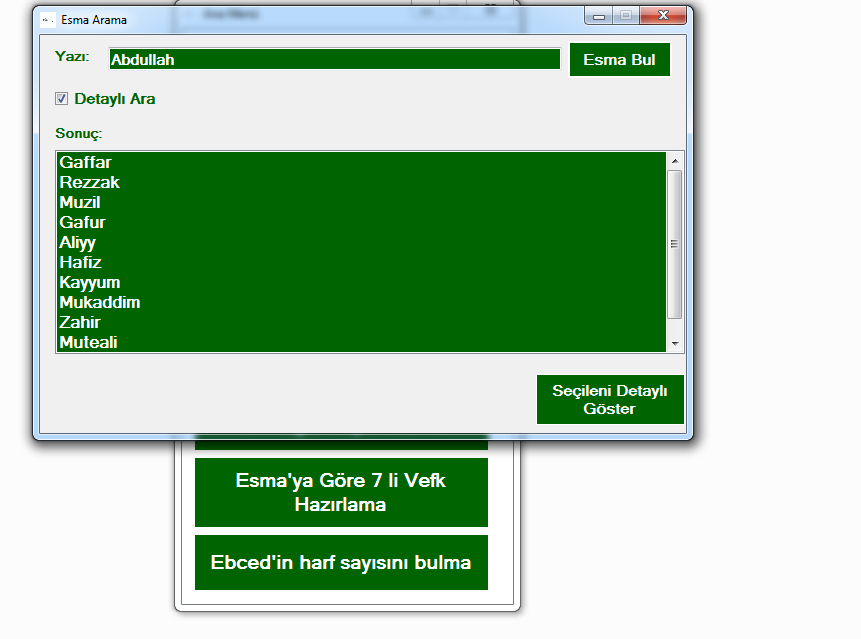 Esma Arama
Yazı: Abdullah Esma Bul
Detaylı Ara
Sonuç:
Gaffar
Rezzak
Muzil
Gafur
Aliyy
Hafiz
Kayyum
Mukaddim
Zahir
Muteali
Seçileni Detaylı
Göster
Esma'ya Göre 7 li Vefk
Hazırlama
Ebced'in harf sayısını bulma